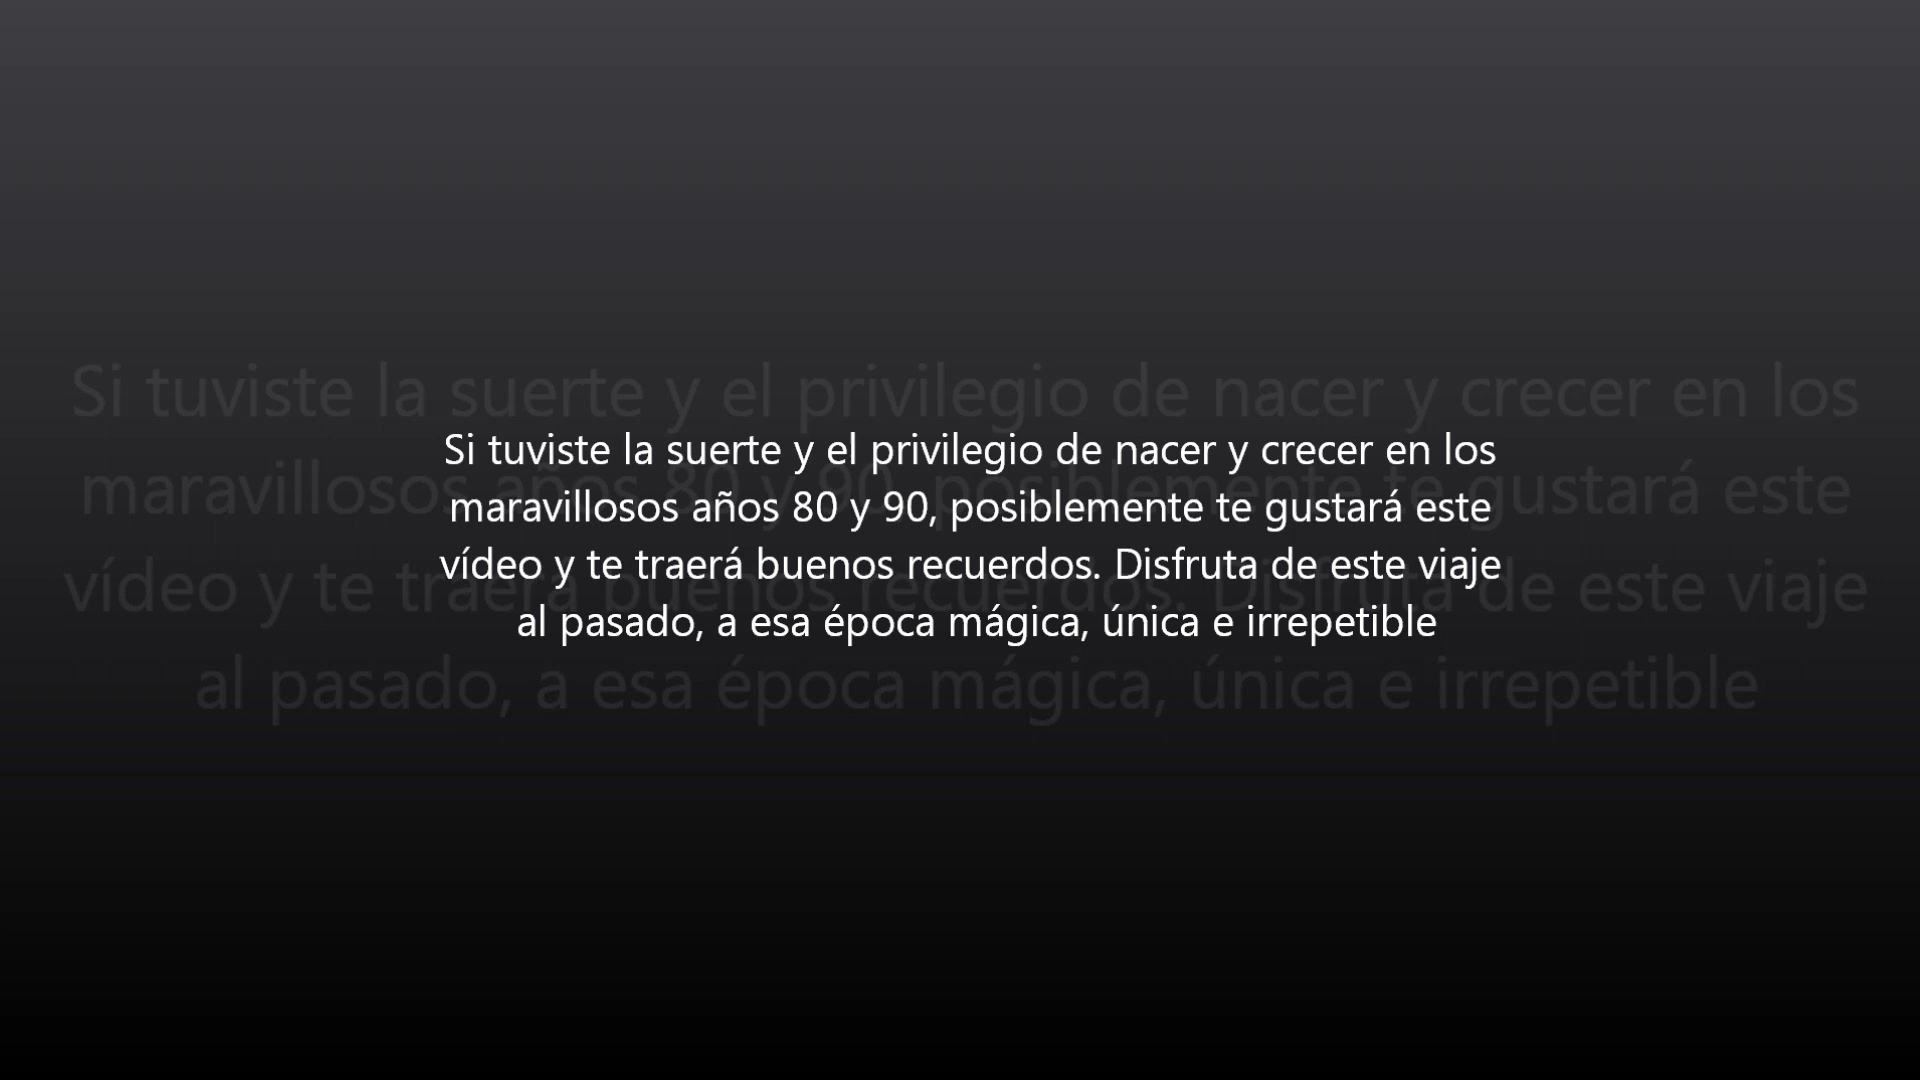 Si tuviste la suerte y el privilegio de nacer y crecer en los
maravillosos años 80 y 90, posiblemente te gustará este
vídeo y te traerá buenos recuerdos. Disfruta de este viaje
al pasado, a esa época mágica, única e irrepetible